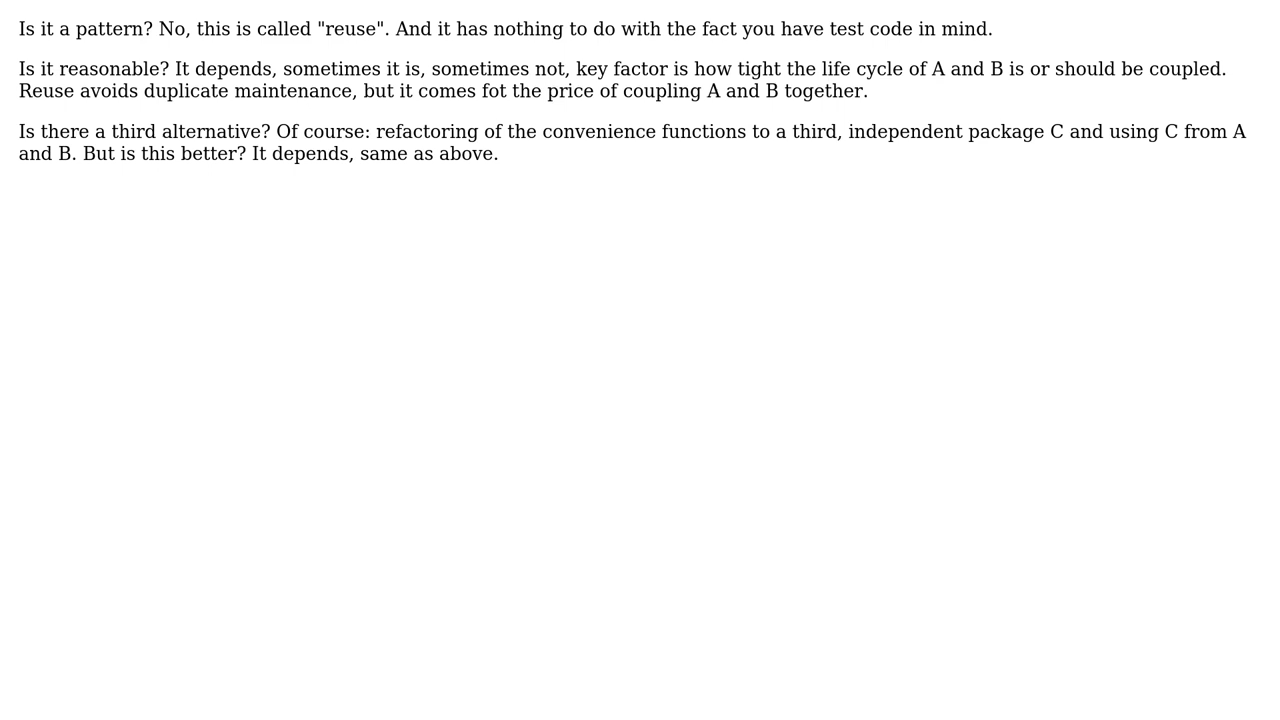 Is it a pattern? No, this is called "reuse". And it has nothing to do with the fact you have test code in mind.
Is it reasonable? It depends, sometimes it is, sometimes not, key factor is how tight the life cycle of A and B is or should be coupled.
Reuse avoids duplicate maintenance, but it comes fot the price of coupling A and B together.
Is there a third alternative? Of course: refactoring of the convenience functions to a third, independent package C and using C from A
and B. But is this better? It depends, same as above.